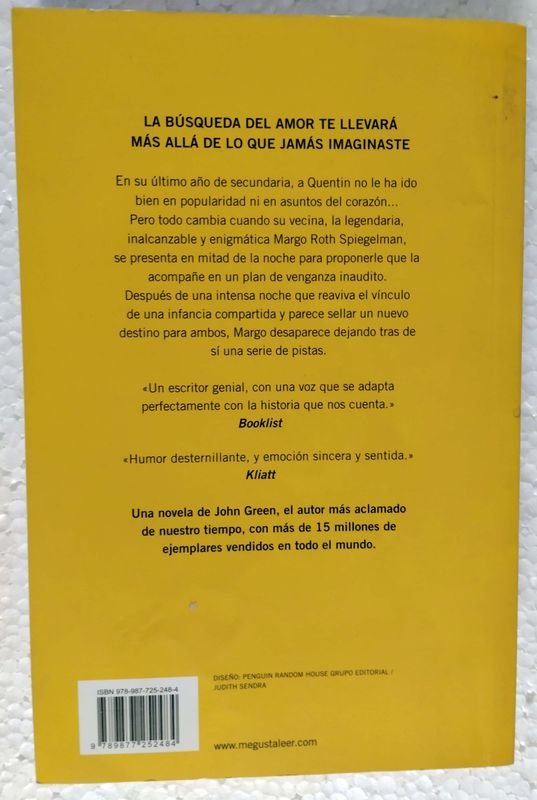 LA BÚSQUEDA DEL AMOR TE LLEVARÁ
MÁS ALLÁ DE LO QUE JAMÁS IMAGINASTE
En su último año de secundaria, a Quentin no le ha ido
bien en popularidad ni en asuntos del corazón...
Pero todo cambia cuando su vecina, la legendaria,
inalcanzable y enigmática Margo Roth Spiegelman,
se presenta en mitad de la noche para proponerle que la
acompañe en un plan de venganza inaudito.
Después de una intensa noche que reaviva el vínculo
de una infancia compartida y parece sellar un nuevo
destino para ambos, Margo desaparece dejando tras de
sí una serie de pistas.
«Un escritor genial, con una voz que se adapta
perfectamente con la historia que nos cuenta.»
Booklist
«Humor desternillante, y emoción sincera y sentida.»
Kliatt
Una novela de John Green, el autor más aclamado
de nuestro tiempo, con más de 15 millones de
ejemplares vendidos en todo el mundo.
DISEÑO: PENGUIN RANDOM HOUSE GRUPO EDITORIAL /
JUDITH SENDRA
ISBN 978-987-725-248-4
9 789877 252484
www.megustaleer.com